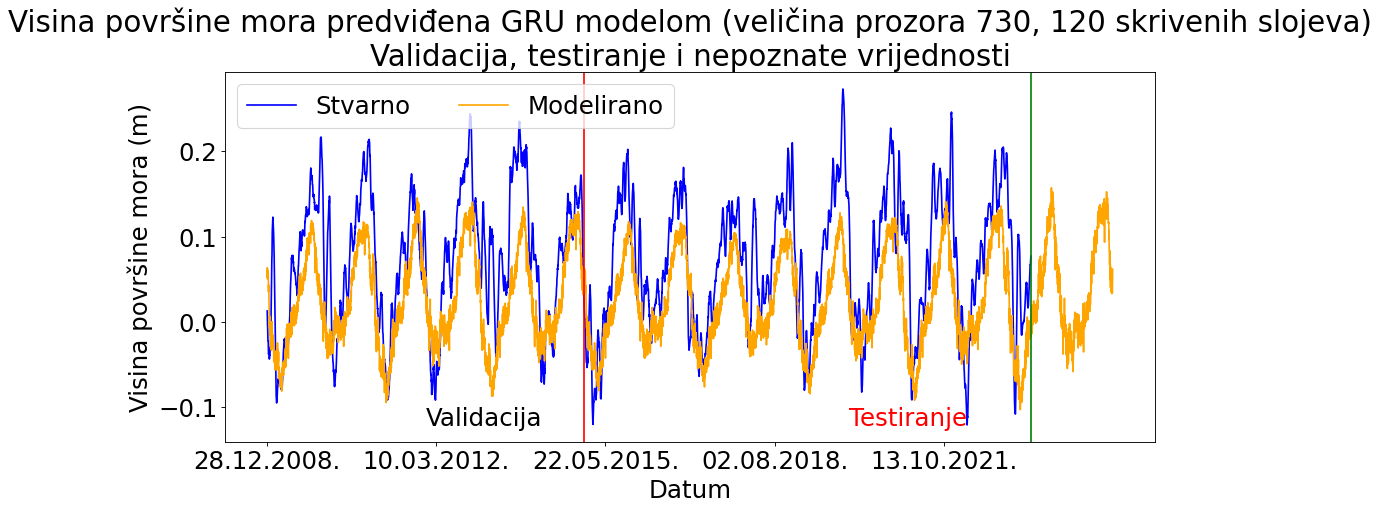 Visina površine mora predviđena GRU modelom (veličina prozora 730, 120 skrivenih slojeva)
Validacija, testiranje i nepoznate vrijednosti
Stvarno
Modelirano
Visina površine mora (m)
0.2
0.1
0.0
−0.1
Validacija
Testiranje
28.12.2008.
10.03.2012.
22.05.2015.
02.08.2018.
13.10.2021.
Datum